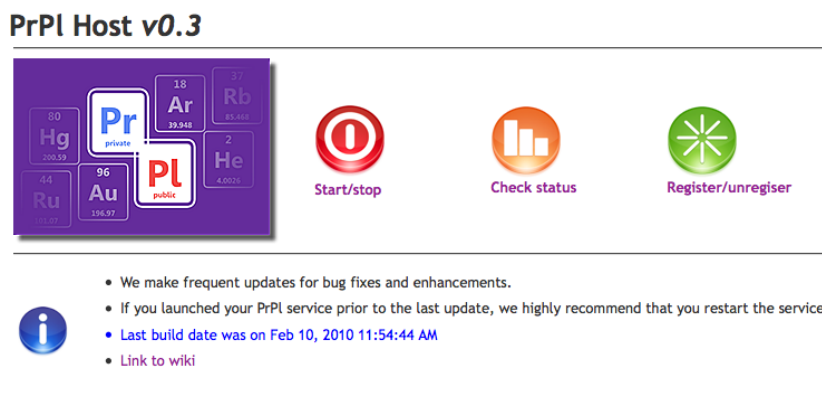 PrPl Host v0.3
37
18
Rb
Ar
85.468
39.948
80
Pr
Hg
private
200.59
2
He
4.0026
96
Pl
44
Au
Ru
public
196.97
101.07
Start/stop
Check status
Register/unregiser
We make frequent updates for bug fixes and enhancements.
If you launched your PrPl service prior to the last update, we highly recommend that you restart the service
Last build date was on Feb 10, 2010 11:54:44 AM
Link to wiki